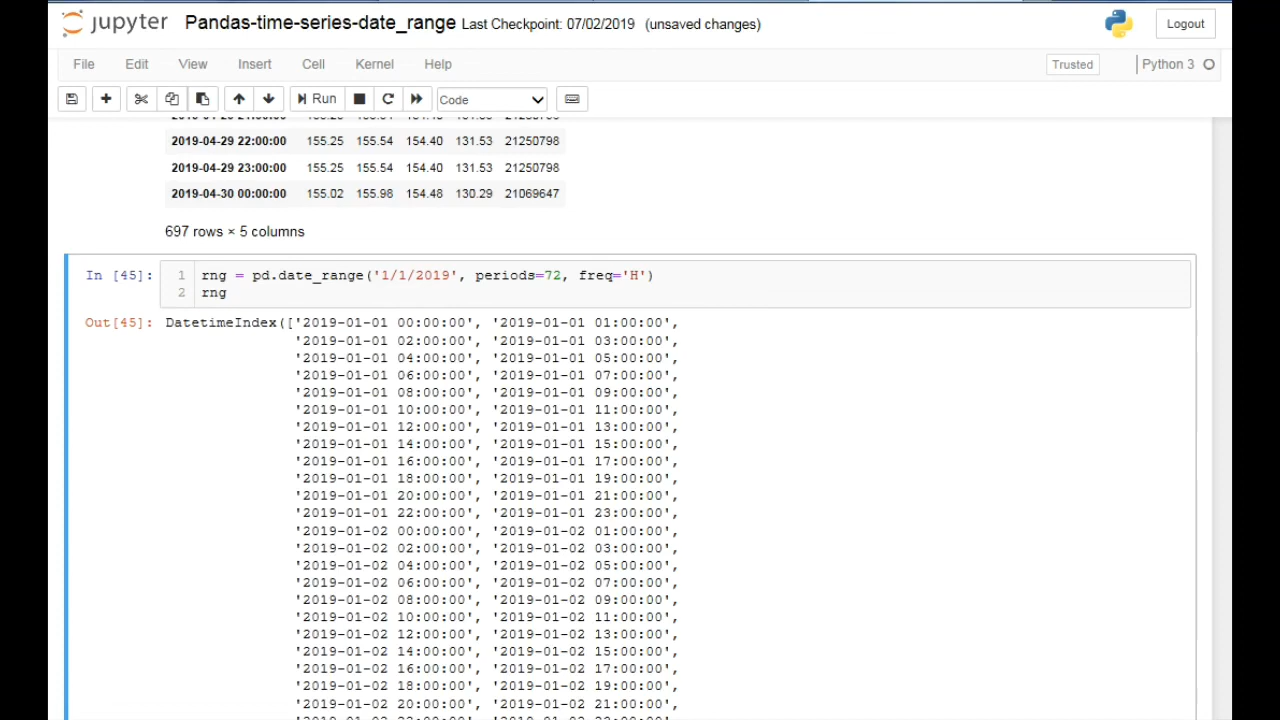 jupyter Pandas-time-series-date_range Last Checkpoint: 07/02/2019 (unsaved changes) Logout
File Edit View Insert Cell Kernel Help Trusted Python 3
Run Code
2019-04-29 22:00:00 155.25 155.54 154.40 131.53 21250798
2019-04-29 23:00:00 155.25 155.54 154.40 131.53 21250798
2019-04-30 00:00:00 155.02 155.98 154.48 130.29 21069647
697 rows × 5 columns
In [45]: 1 rng = pd.date_range('1/1/2019', periods=72, freq='H')
2 rng
Out[45]: DatetimeIndex(['2019-01-01 00:00:00', '2019-01-01 01:00:00',
'2019-01-01 02:00:00', '2019-01-01 03:00:00',
'2019-01-01 04:00:00', '2019-01-01 05:00:00',
'2019-01-01 06:00:00', '2019-01-01 07:00:00',
'2019-01-01 08:00:00', '2019-01-01 09:00:00',
'2019-01-01 10:00:00', '2019-01-01 11:00:00',
'2019-01-01 12:00:00', '2019-01-01 13:00:00',
'2019-01-01 14:00:00', '2019-01-01 15:00:00',
'2019-01-01 16:00:00', '2019-01-01 17:00:00',
'2019-01-01 18:00:00', '2019-01-01 19:00:00',
'2019-01-01 20:00:00', '2019-01-01 21:00:00',
'2019-01-01 22:00:00', '2019-01-01 23:00:00',
'2019-01-02 00:00:00', '2019-01-02 01:00:00',
'2019-01-02 02:00:00', '2019-01-02 03:00:00',
'2019-01-02 04:00:00', '2019-01-02 05:00:00',
'2019-01-02 06:00:00', '2019-01-02 07:00:00',
'2019-01-02 08:00:00', '2019-01-02 09:00:00',
'2019-01-02 10:00:00', '2019-01-02 11:00:00',
'2019-01-02 12:00:00', '2019-01-02 13:00:00',
'2019-01-02 14:00:00', '2019-01-02 15:00:00',
'2019-01-02 16:00:00', '2019-01-02 17:00:00',
'2019-01-02 18:00:00', '2019-01-02 19:00:00',
'2019-01-02 20:00:00', '2019-01-02 21:00:00',